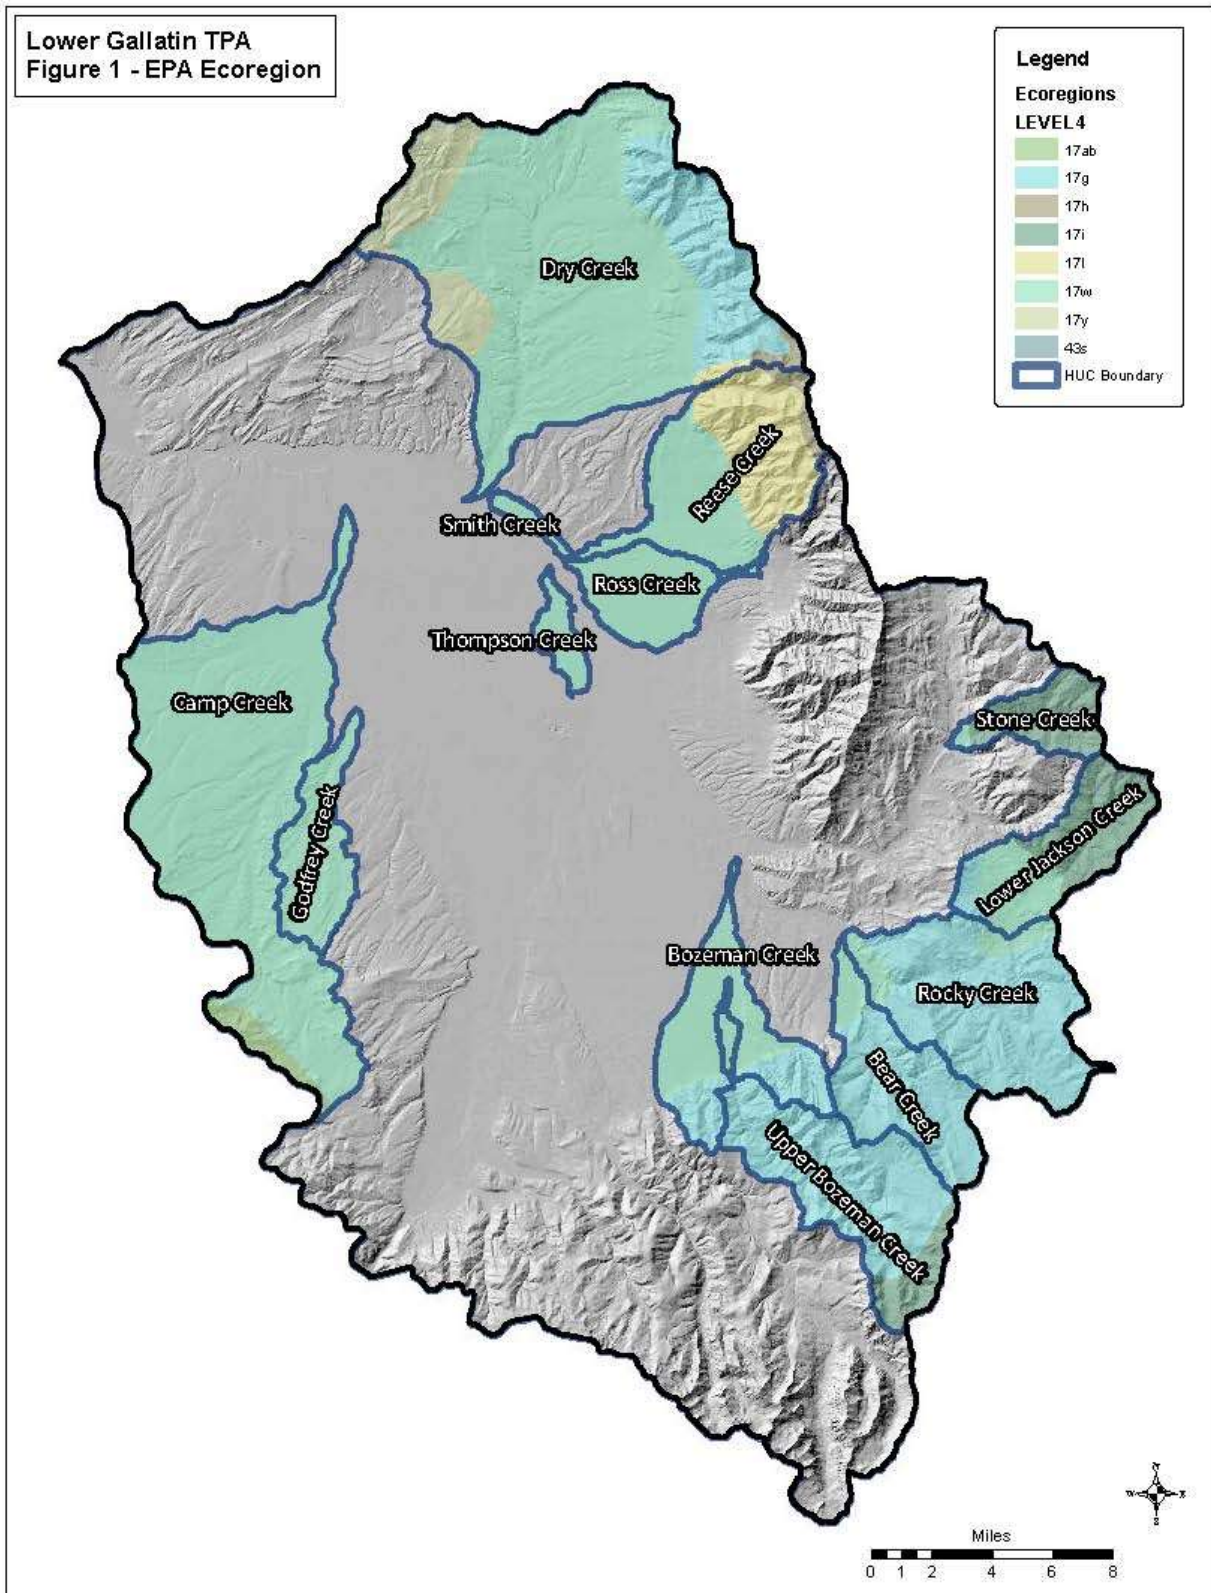 Lower Gallatin TPA
Figure 1 - EPA Ecoregion
Legend
Ecoregions
LEVEL4
17ab
17g
17h
17i
17l
17w
17y
43s
HUC Boundary
Dry Creek
Reese Creek
Smith Creek
Ross Creek
Thompson Creek
Camp Creek
Stone Creek
Godfrey Creek
Lower Jackson Creek
Bozeman Creek
Rocky Creek
Bear Creek
Upper Bozeman Creek
N
W E
S
Miles
0 1 2 4 6 8